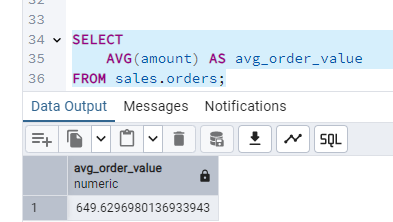 32
33
34 SELECT
35 AVG(amount) AS avg_order_value
36 FROM sales.orders;
Data Output Messages Notifications
SQL
avg_order_value
numeric
1 649.6296980136933943